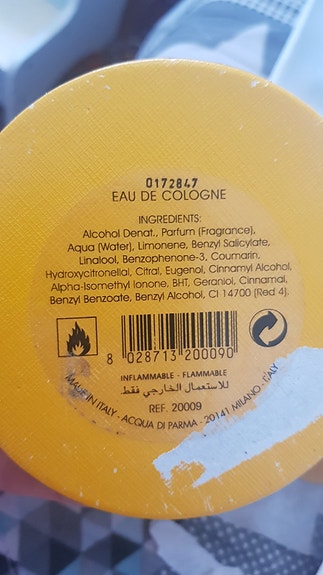 0172847
EAU DE COLOGNE
INGREDIENTS:
Alcohol Denat., Parfum (Fragrance),
Aqua (Water), Limonene, Benzyl Salicylate,
Linalool, Benzophenone-3, Coumarin,
Hydroxycitronellal, Citral, Eugenol, Cinnamyl Alcohol,
Alpha-Isomethyl Ionone, BHT, Geraniol, Cinnamal,
Benzyl Benzoate, Benzyl Alcohol, CI 14700 (Red 4).
8 028713 200090
INFLAMMABLE - FLAMMABLE
للاستعمال الخارجي فقط
REF. 20009
MADE IN ITALY - ACQUA DI PARMA - 20141 MILANO - ITALY